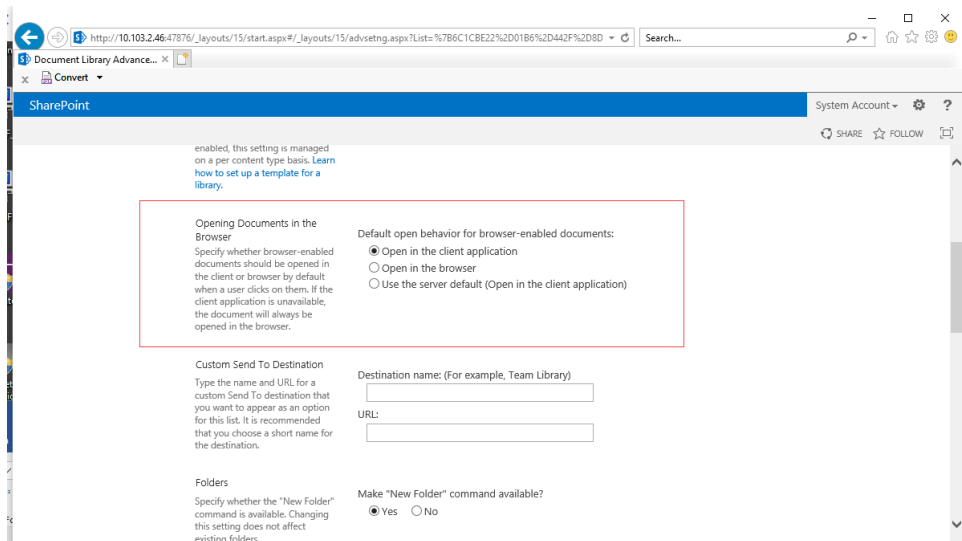 http://10.103.2.46:47876/_layouts/15/start.aspx#/_layouts/15/advsetng.aspx?List=%7B6C1CBE22%2D01B6%2D442F%2D8D
Search...
Document Library Advance...
x Convert
SharePoint
System Account
?
SHARE FOLLOW
enabled, this setting is managed
on a per content type basis. Learn
how to set up a template for a
library.
Opening Documents in the
Browser
Specify whether browser-enabled
documents should be opened in
the client or browser by default
when a user clicks on them. If the
client application is unavailable,
the document will always be
opened in the browser.
Default open behavior for browser-enabled documents:
Open in the client application
Open in the browser
Use the server default (Open in the client application)
Custom Send To Destination
Type the name and URL for a
custom Send To destination that
you want to appear as an option
for this list. It is recommended
that you choose a short name for
the destination.
Destination name: (For example, Team Library)
URL:
Folders
Specify whether the "New Folder"
command is available. Changing
this setting does not affect
existing folders.
Make "New Folder" command available?
Yes No